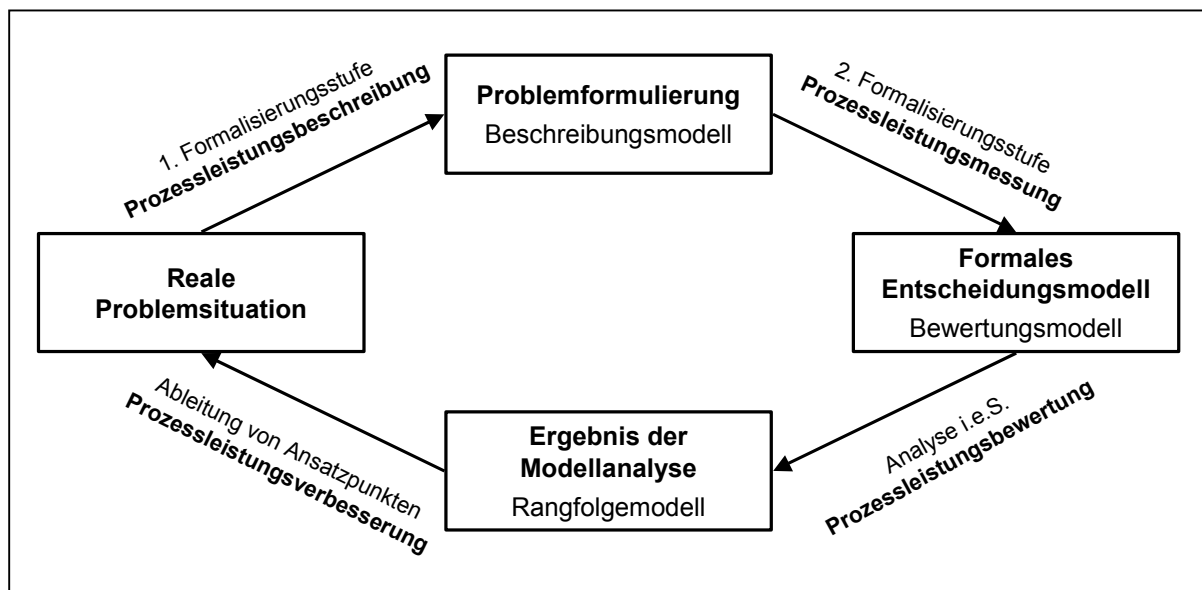 1. Formalisierungsstufe
Prozessleistungsbeschreibung
Problemformulierung
Beschreibungsmodell
2. Formalisierungsstufe
Prozessleistungsmessung
Reale
Problemsituation
Formales
Entscheidungsmodell
Bewertungsmodell
Ableitung von Ansatzpunkten
Prozessleistungsverbesserung
Ergebnis der
Modellanalyse
Rangfolgemodell
Analyse i.e.S.
Prozessleistungsbewertung